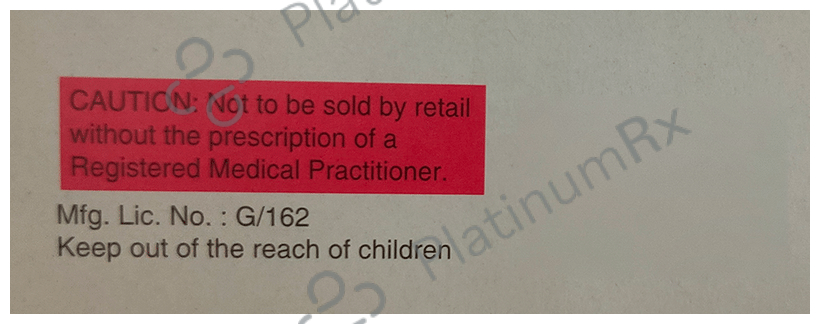 CAUTION: Not to be sold by retail
without the prescription of a
Registered Medical Practitioner.
Mfg. Lic. No. : G/162
Keep out of the reach of children
PlatinumRx